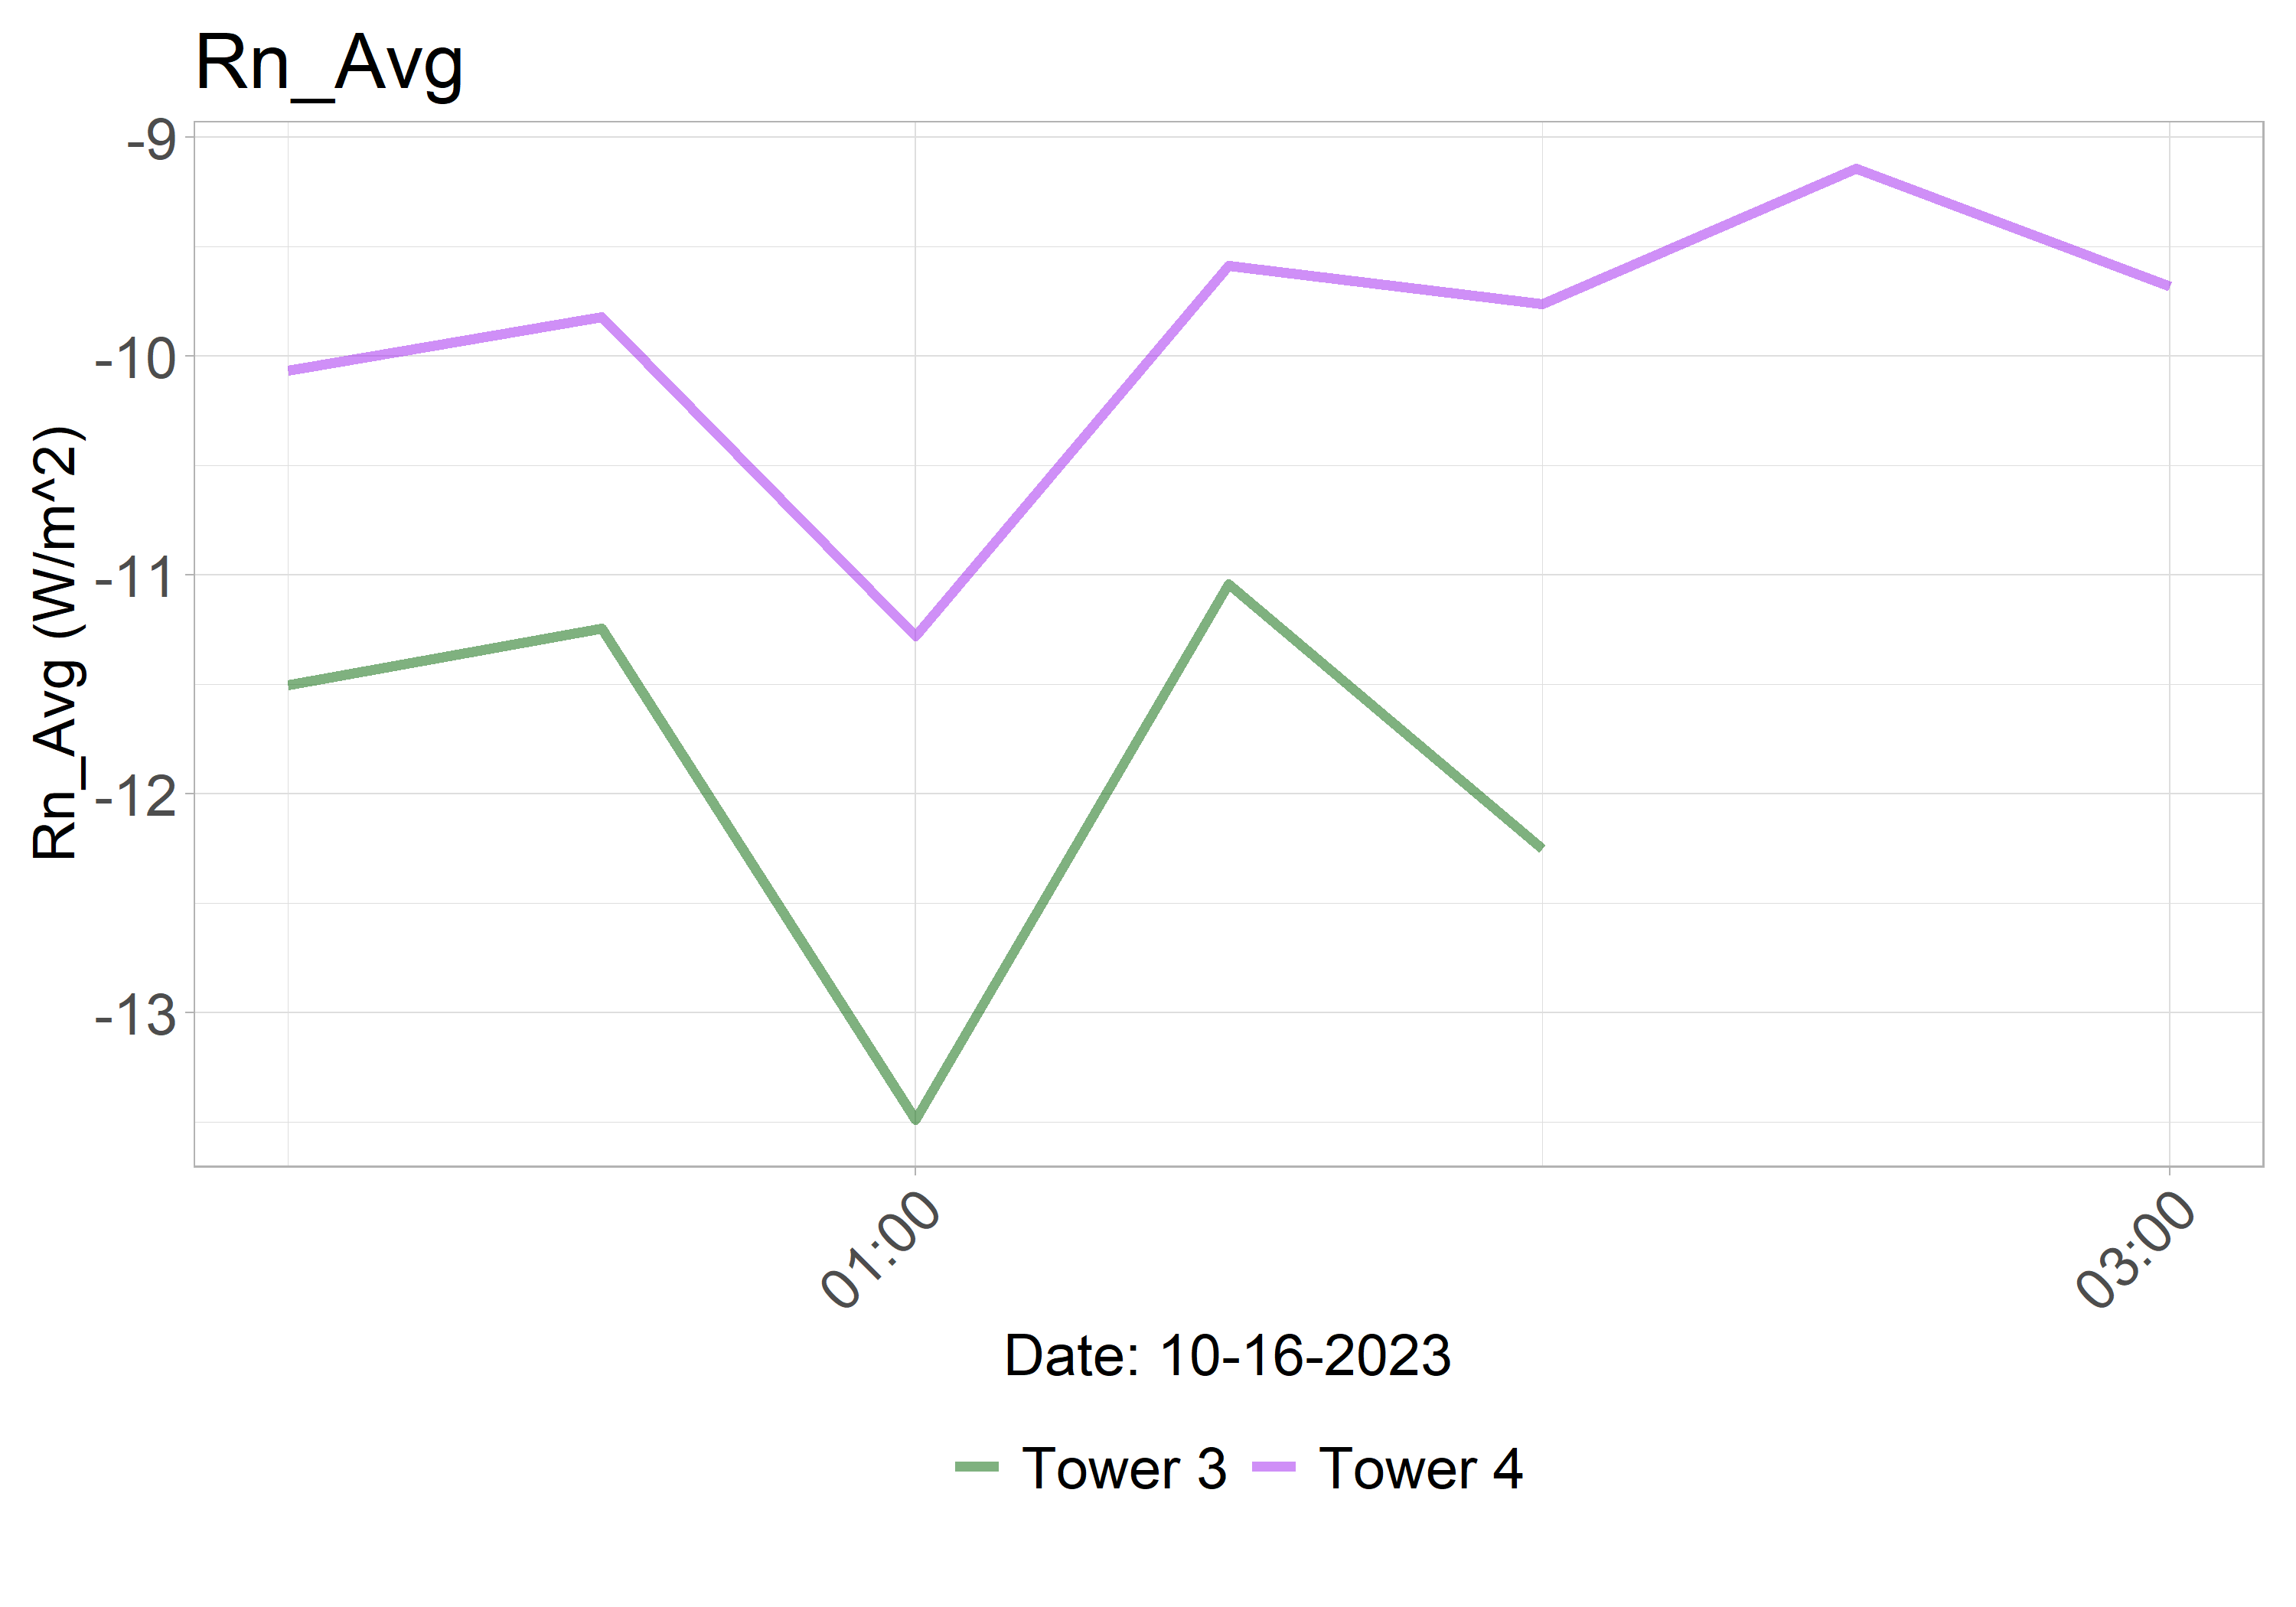 Rn_Avg
-9
-10
-11
-12
-13
Rn_Avg (W/m^2)
01:00
03:00
Date: 10-16-2023
Tower 3 Tower 4